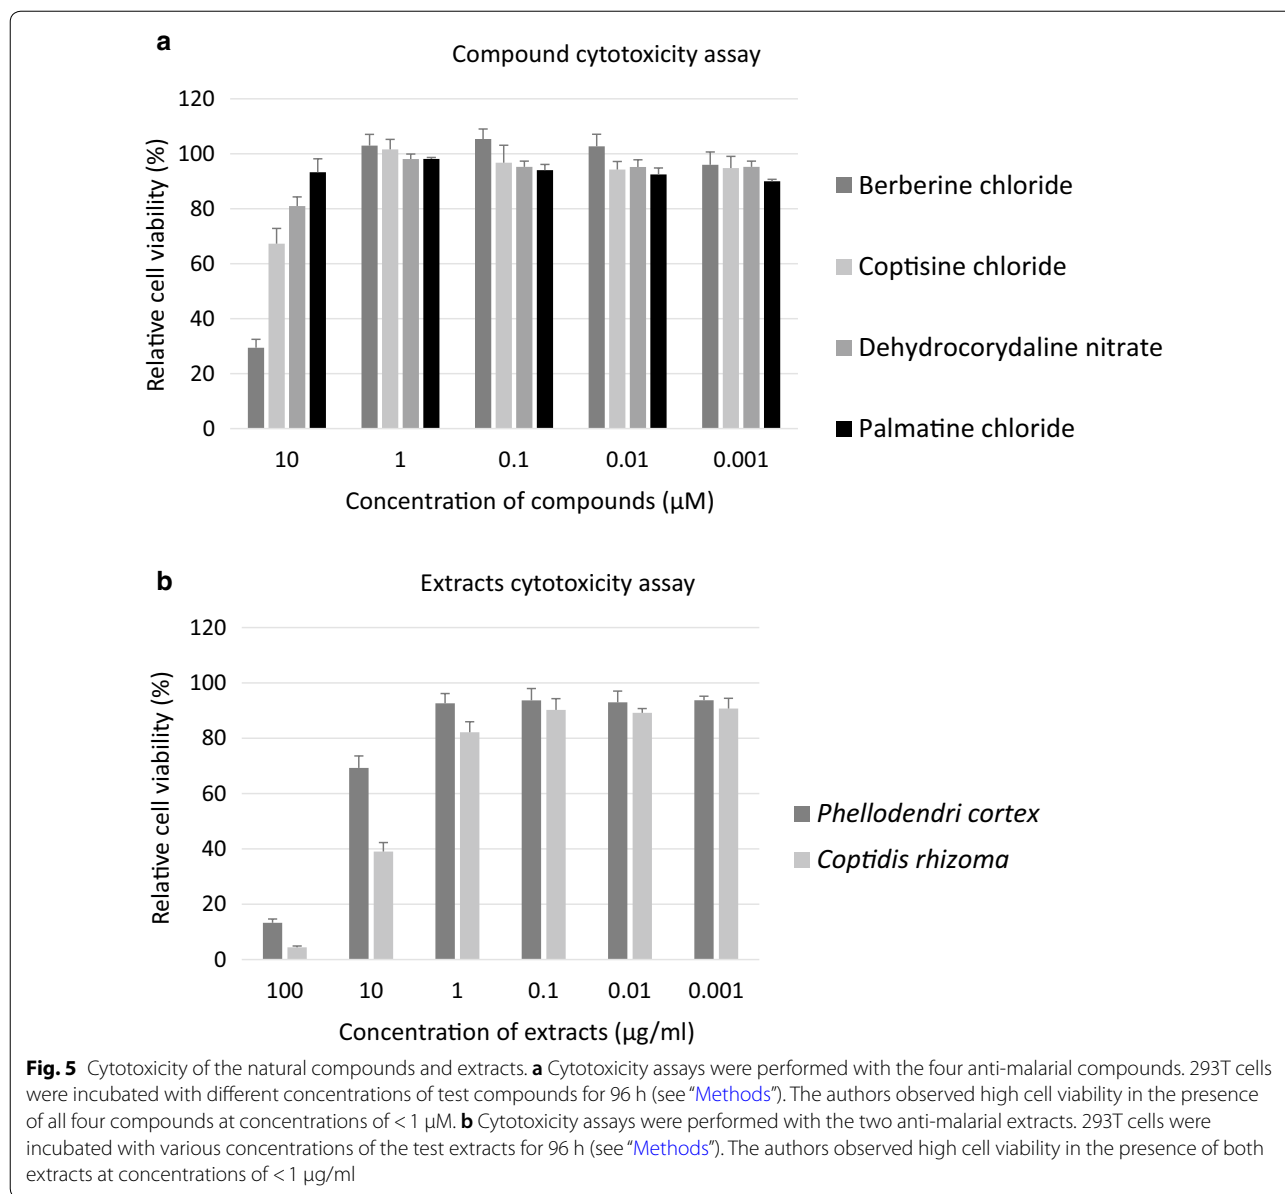 a
Compound cytotoxicity assay
120
100
80
60
40
20
0
Relative cell viability (%)
10 1 0.1 0.01 0.001
Concentration of compounds (µM)
Berberine chloride
Coptisine chloride
Dehydrocorydaline nitrate
Palmatine chloride
b
Extracts cytotoxicity assay
120
100
80
60
40
20
0
Relative cell viability (%)
100 10 1 0.1 0.01 0.001
Concentration of extracts (µg/ml)
Phellodendri cortex
Coptidis rhizoma
Fig. 5 Cytotoxicity of the natural compounds and extracts. a Cytotoxicity assays were performed with the four anti-malarial compounds. 293T cells
were incubated with different concentrations of test compounds for 96 h (see “Methods”). The authors observed high cell viability in the presence
of all four compounds at concentrations of < 1 µM. b Cytotoxicity assays were performed with the two anti-malarial extracts. 293T cells were
incubated with various concentrations of the test extracts for 96 h (see “Methods”). The authors observed high cell viability in the presence of both
extracts at concentrations of < 1 µg/ml